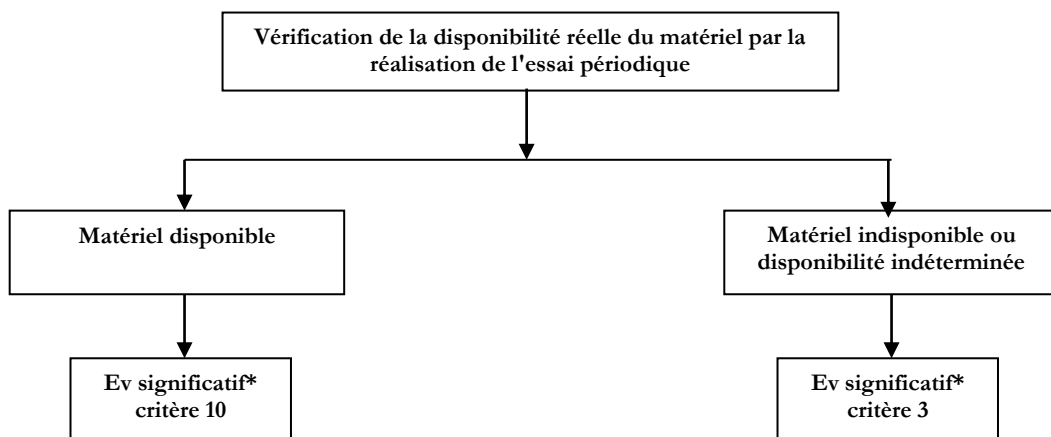 Vérification de la disponibilité réelle du matériel par la
réalisation de l'essai périodique
Matériel disponible
Matériel indisponible ou
disponibilité indéterminée
Ev significatif*
critère 10
Ev significatif*
critère 3